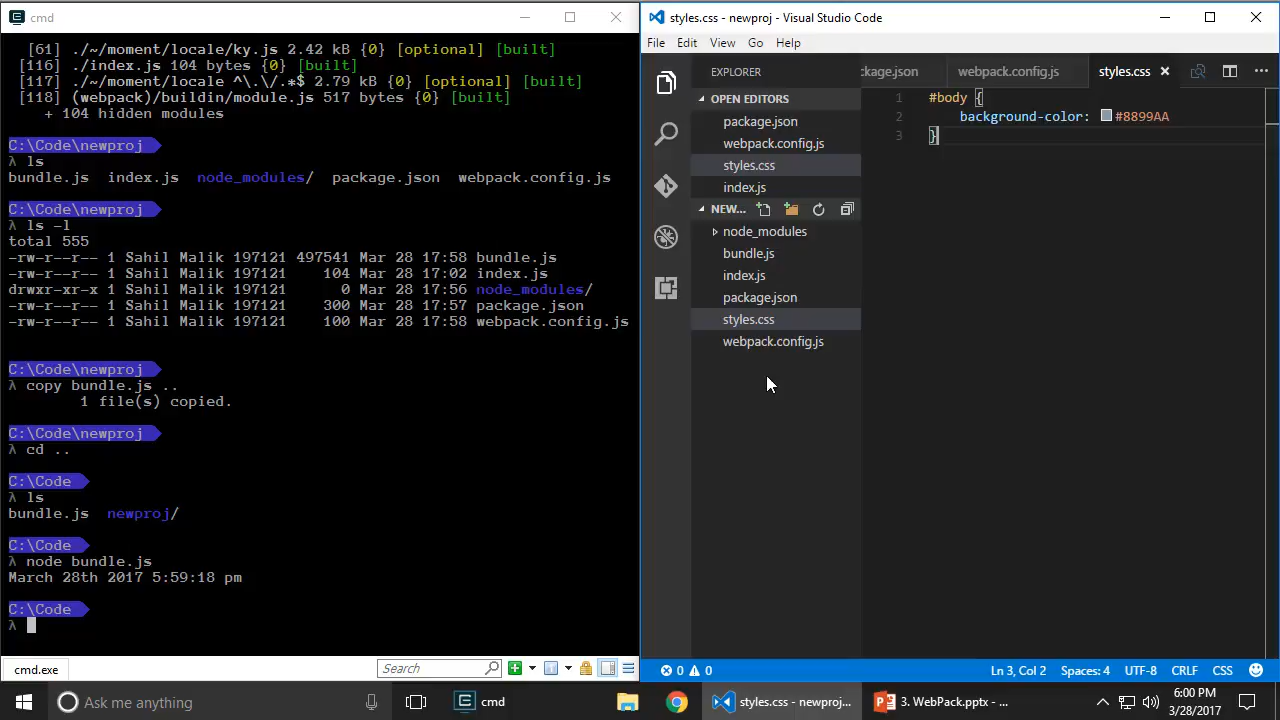 cmd
[61] ./~/moment/locale/ky.js 2.42 kB {0} [optional] [built]
[116] ./index.js 104 bytes {0} [built]
[117] ./~/moment/locale ^\.\/.*$ 2.79 kB {0} [optional] [built]
[118] (webpack)/buildin/module.js 517 bytes {0} [built]
+ 104 hidden modules
C:\Code\newproj
λ ls
bundle.js index.js node_modules/ package.json webpack.config.js
C:\Code\newproj
λ ls -l
total 555
-rw-r--r-- 1 Sahil Malik 197121 497541 Mar 28 17:58 bundle.js
-rw-r--r-- 1 Sahil Malik 197121 104 Mar 28 17:02 index.js
drwxr-xr-x 1 Sahil Malik 197121 0 Mar 28 17:56 node_modules/
-rw-r--r-- 1 Sahil Malik 197121 300 Mar 28 17:57 package.json
-rw-r--r-- 1 Sahil Malik 197121 100 Mar 28 17:58 webpack.config.js
C:\Code\newproj
λ copy bundle.js ..
1 file(s) copied.
C:\Code\newproj
λ cd ..
C:\Code
λ ls
bundle.js newproj/
C:\Code
λ node bundle.js
March 28th 2017 5:59:18 pm
C:\Code
λ
cmd.exe
Search
styles.css - newproj - Visual Studio Code
File Edit View Go Help
EXPLORER
OPEN EDITORS
package.json
webpack.config.js
styles.css
index.js
NEW...
node_modules
bundle.js
index.js
package.json
styles.css
webpack.config.js
ckage.json webpack.config.js styles.css
1 #body {
2 background-color: #8899AA
3 }
0 0 Ln 3, Col 2 Spaces: 4 UTF-8 CRLF CSS
Ask me anything
cmd
styles.css - newproj...
3. WebPack.pptx - ...
6:00 PM
3/28/2017